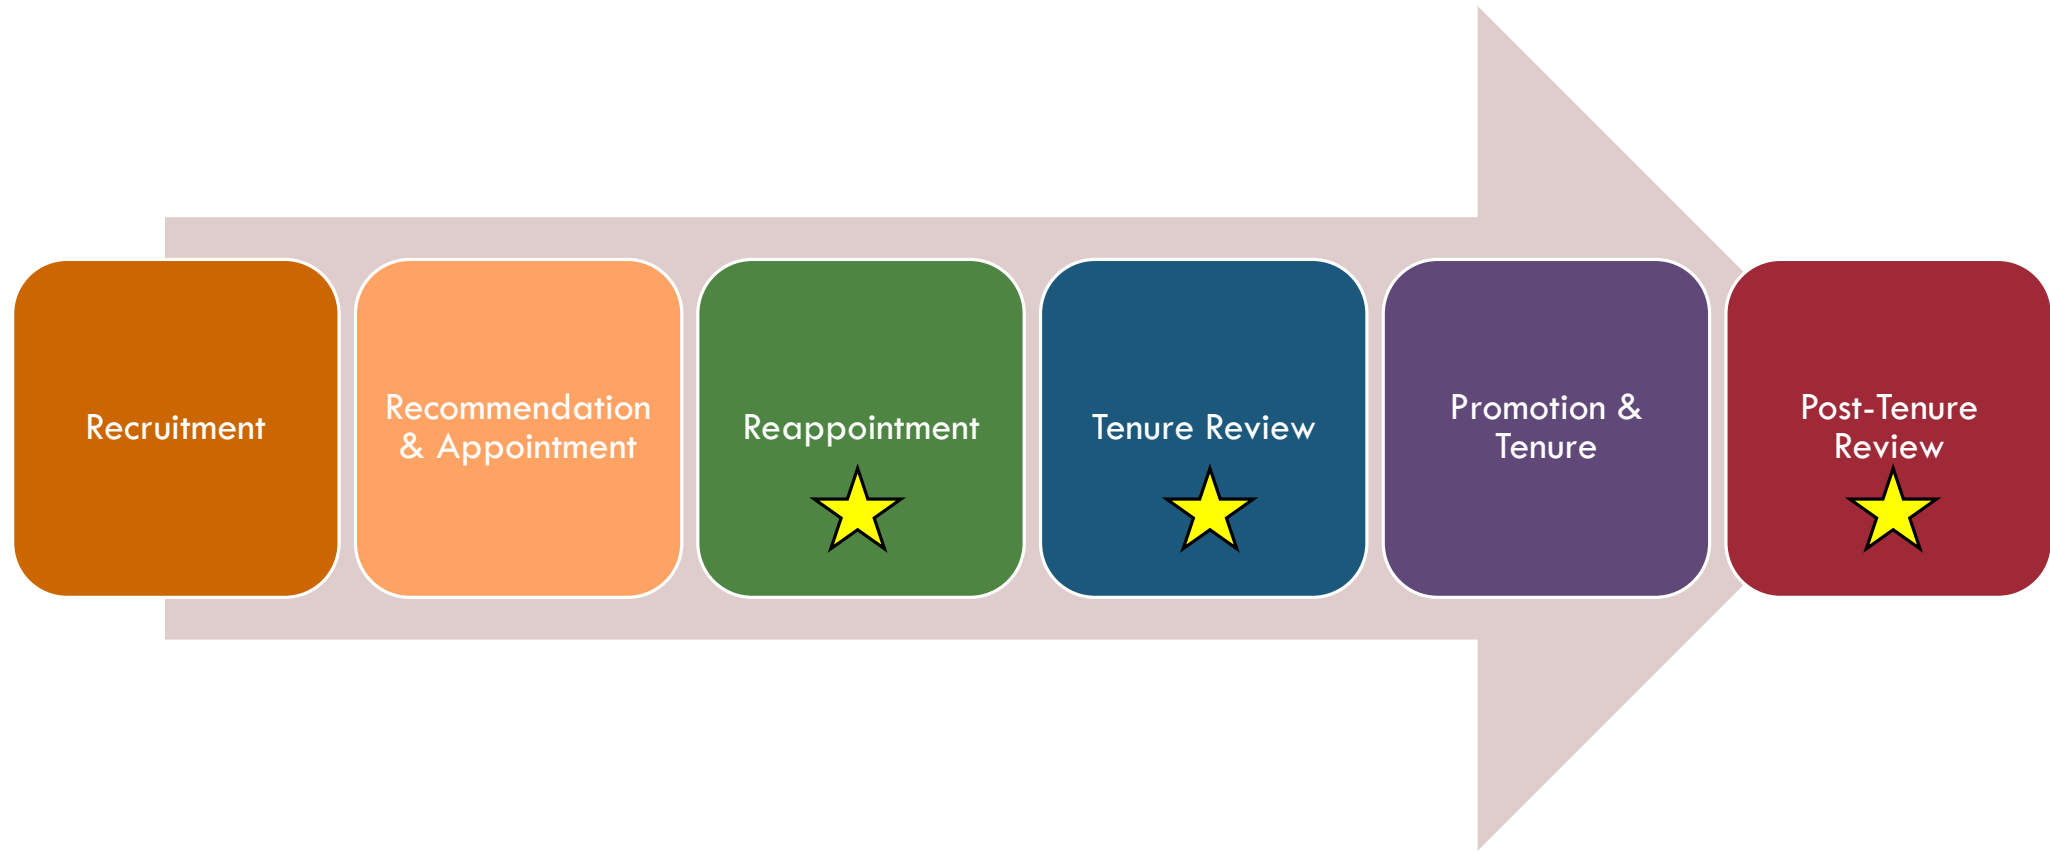 Recruitment
Recommendation
& Appointment
Reappointment
Tenure Review
Promotion &
Tenure
Post-Tenure
Review